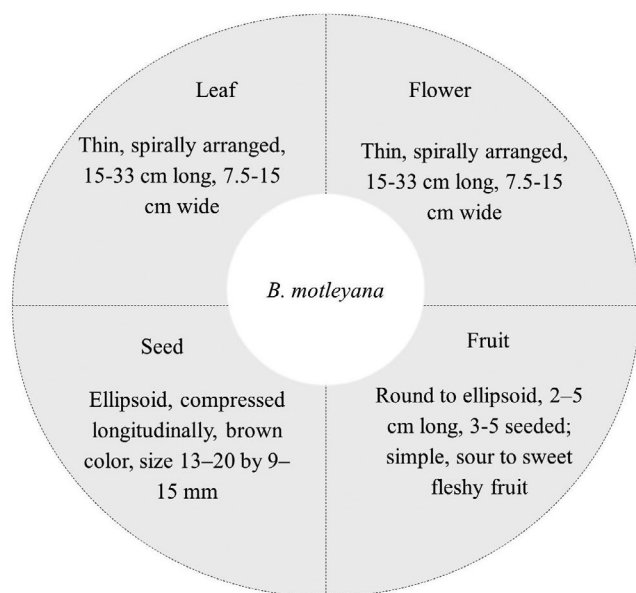 Leaf
Thin, spirally arranged,
15-33 cm long, 7.5-15
cm wide
Flower
Thin, spirally arranged,
15-33 cm long, 7.5-15
cm wide
B. motleyana
Seed
Ellipsoid, compressed
longitudinally, brown
color, size 13–20 by 9–
15 mm
Fruit
Round to ellipsoid, 2–5
cm long, 3-5 seeded;
simple, sour to sweet
fleshy fruit